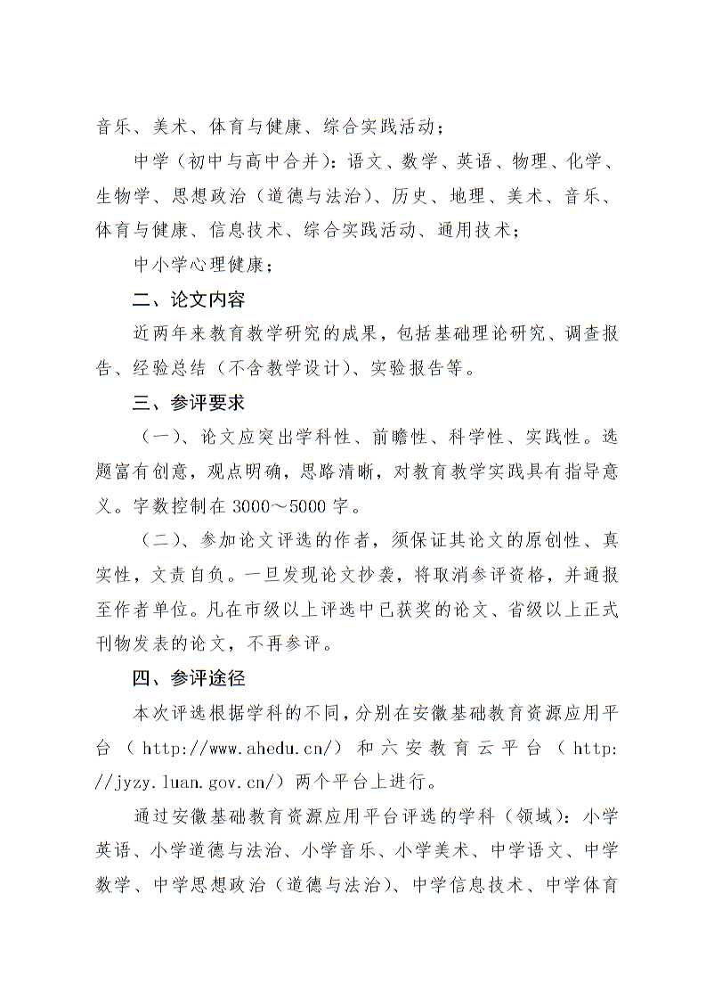 音乐、美术、体育与健康、综合实践活动；
中学（初中与高中合并）：语文、数学、英语、物理、化学、
生物学、思想政治（道德与法治）、历史、地理、美术、音乐、
体育与健康、信息技术、综合实践活动、通用技术；
中小学心理健康；
二、论文内容
近两年来教育教学研究的成果，包括基础理论研究、调查报
告、经验总结（不含教学设计）、实验报告等。
三、参评要求
（一）、论文应突出学科性、前瞻性、科学性、实践性。选
题富有创意，观点明确，思路清晰，对教育教学实践具有指导意
义。字数控制在 3000～5000 字。
（二）、参加论文评选的作者，须保证其论文的原创性、真
实性，文责自负。一旦发现论文抄袭，将取消参评资格，并通报
至作者单位。凡在市级以上评选中已获奖的论文、省级以上正式
刊物发表的论文，不再参评。
四、参评途径
本次评选根据学科的不同，分别在安徽基础教育资源应用平
台（http://www.ahedu.cn/）和六安教育云平台（http:
//jyzy.luan.gov.cn/）两个平台上进行。
通过安徽基础教育资源应用平台评选的学科（领域）：小学
英语、小学道德与法治、小学音乐、小学美术、中学语文、中学
数学、中学思想政治（道德与法治）、中学信息技术、中学体育